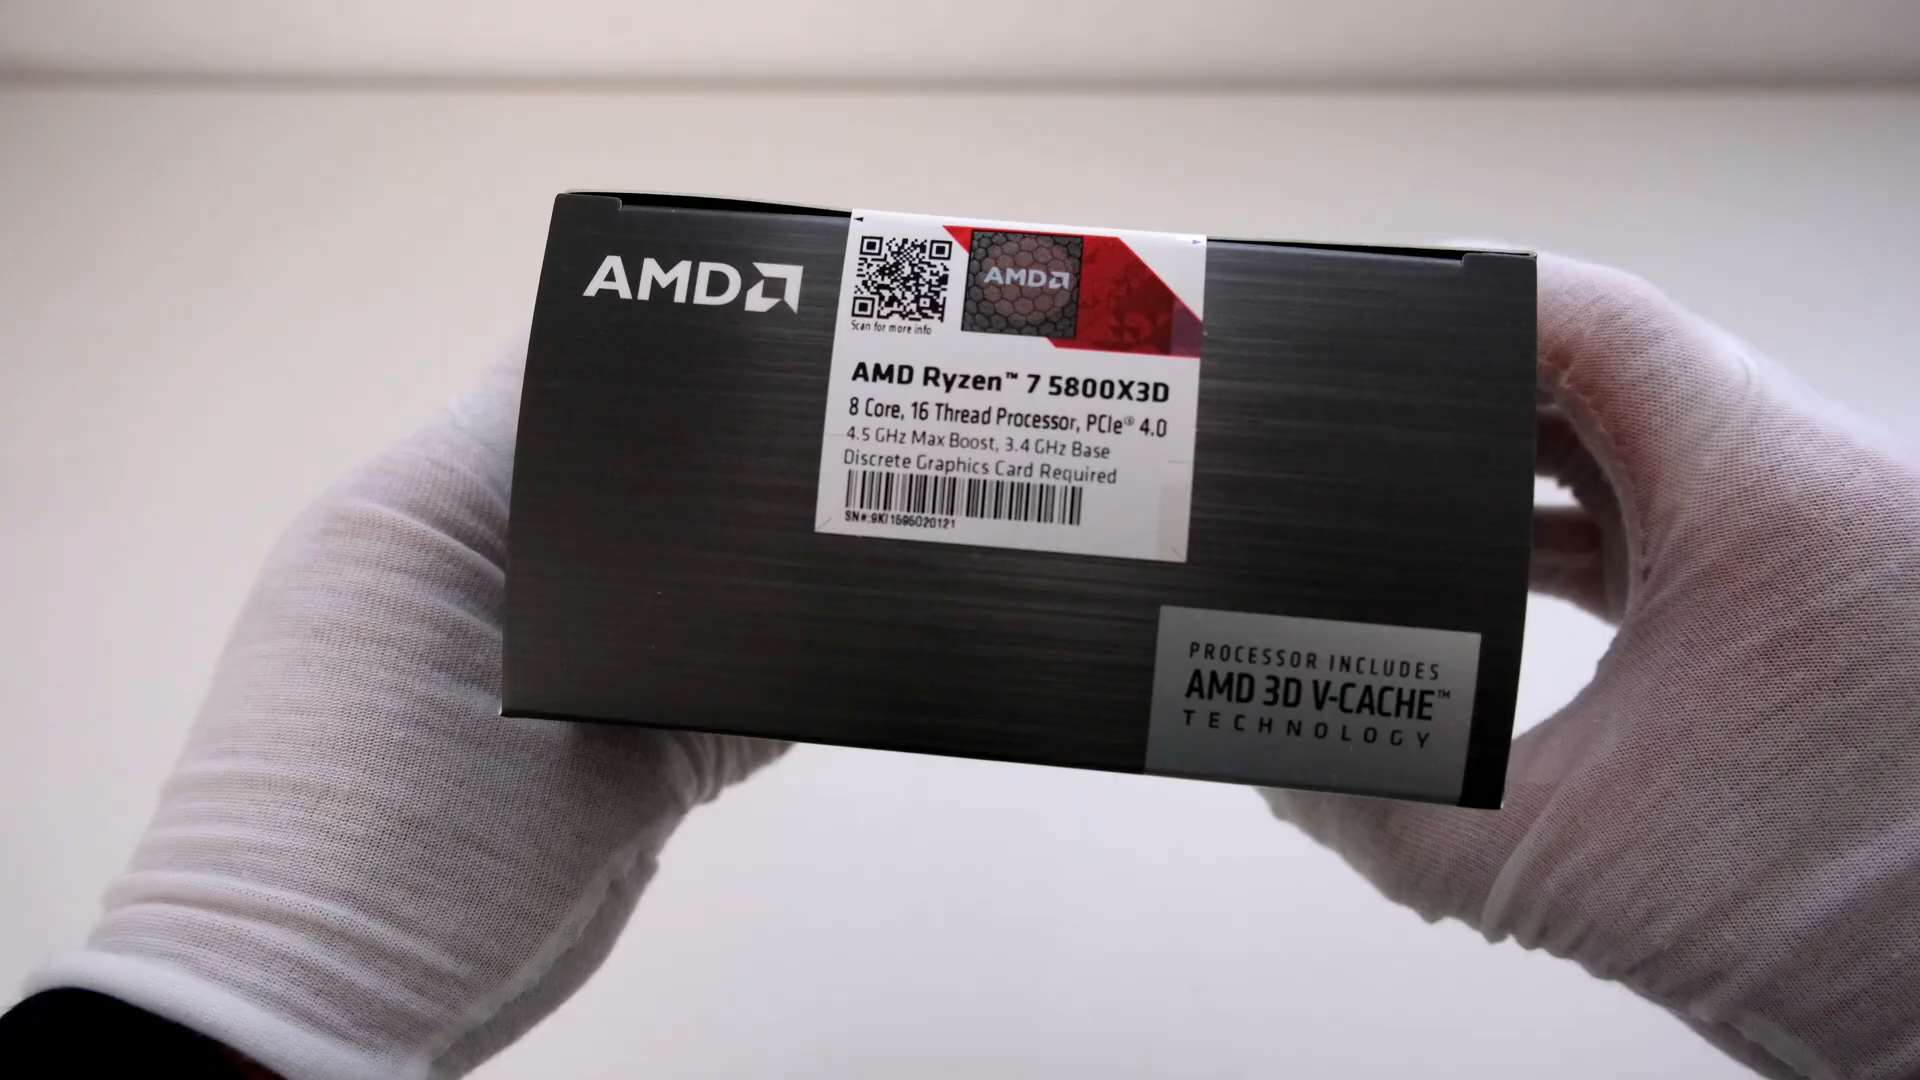 AMD
AMD
Scan for more info
AMD Ryzen™ 7 5800X3D
8 Core, 16 Thread Processor, PCIe® 4.0
4.5 GHz Max Boost, 3.4 GHz Base
Discrete Graphics Card Required
SN#:9KI1595020121
PROCESSOR INCLUDES
AMD 3D V-CACHE™
TECHNOLOGY